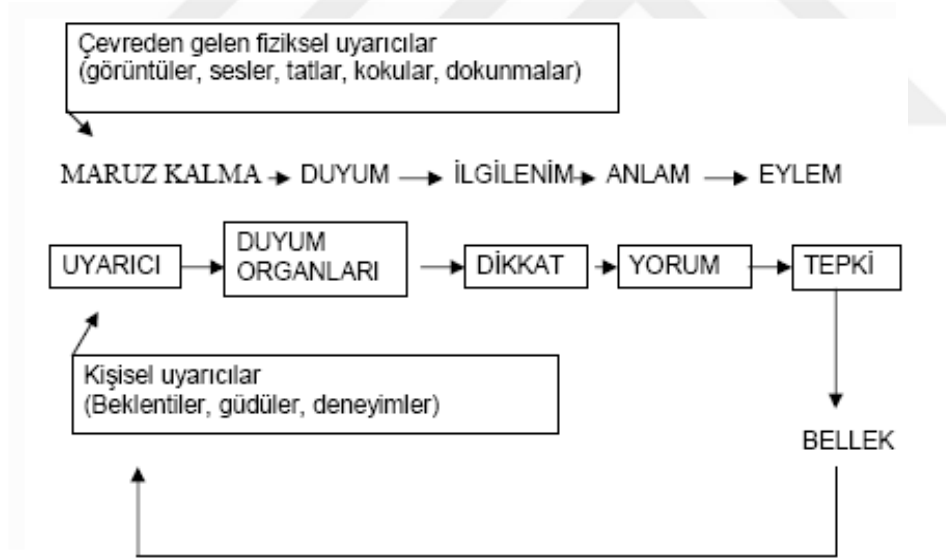 Çevreden gelen fiziksel uyarıcılar
(görüntüler, sesler, tatlar, kokular, dokunmalar)
MARUZ KALMA DUYUM İLGİLENİM ANLAM EYLEM
UYARICI DUYUM ORGANLARI DİKKAT YORUM TEPKİ
Kişisel uyarıcılar
(Beklentiler, güdüler, deneyimler)
BELLEK